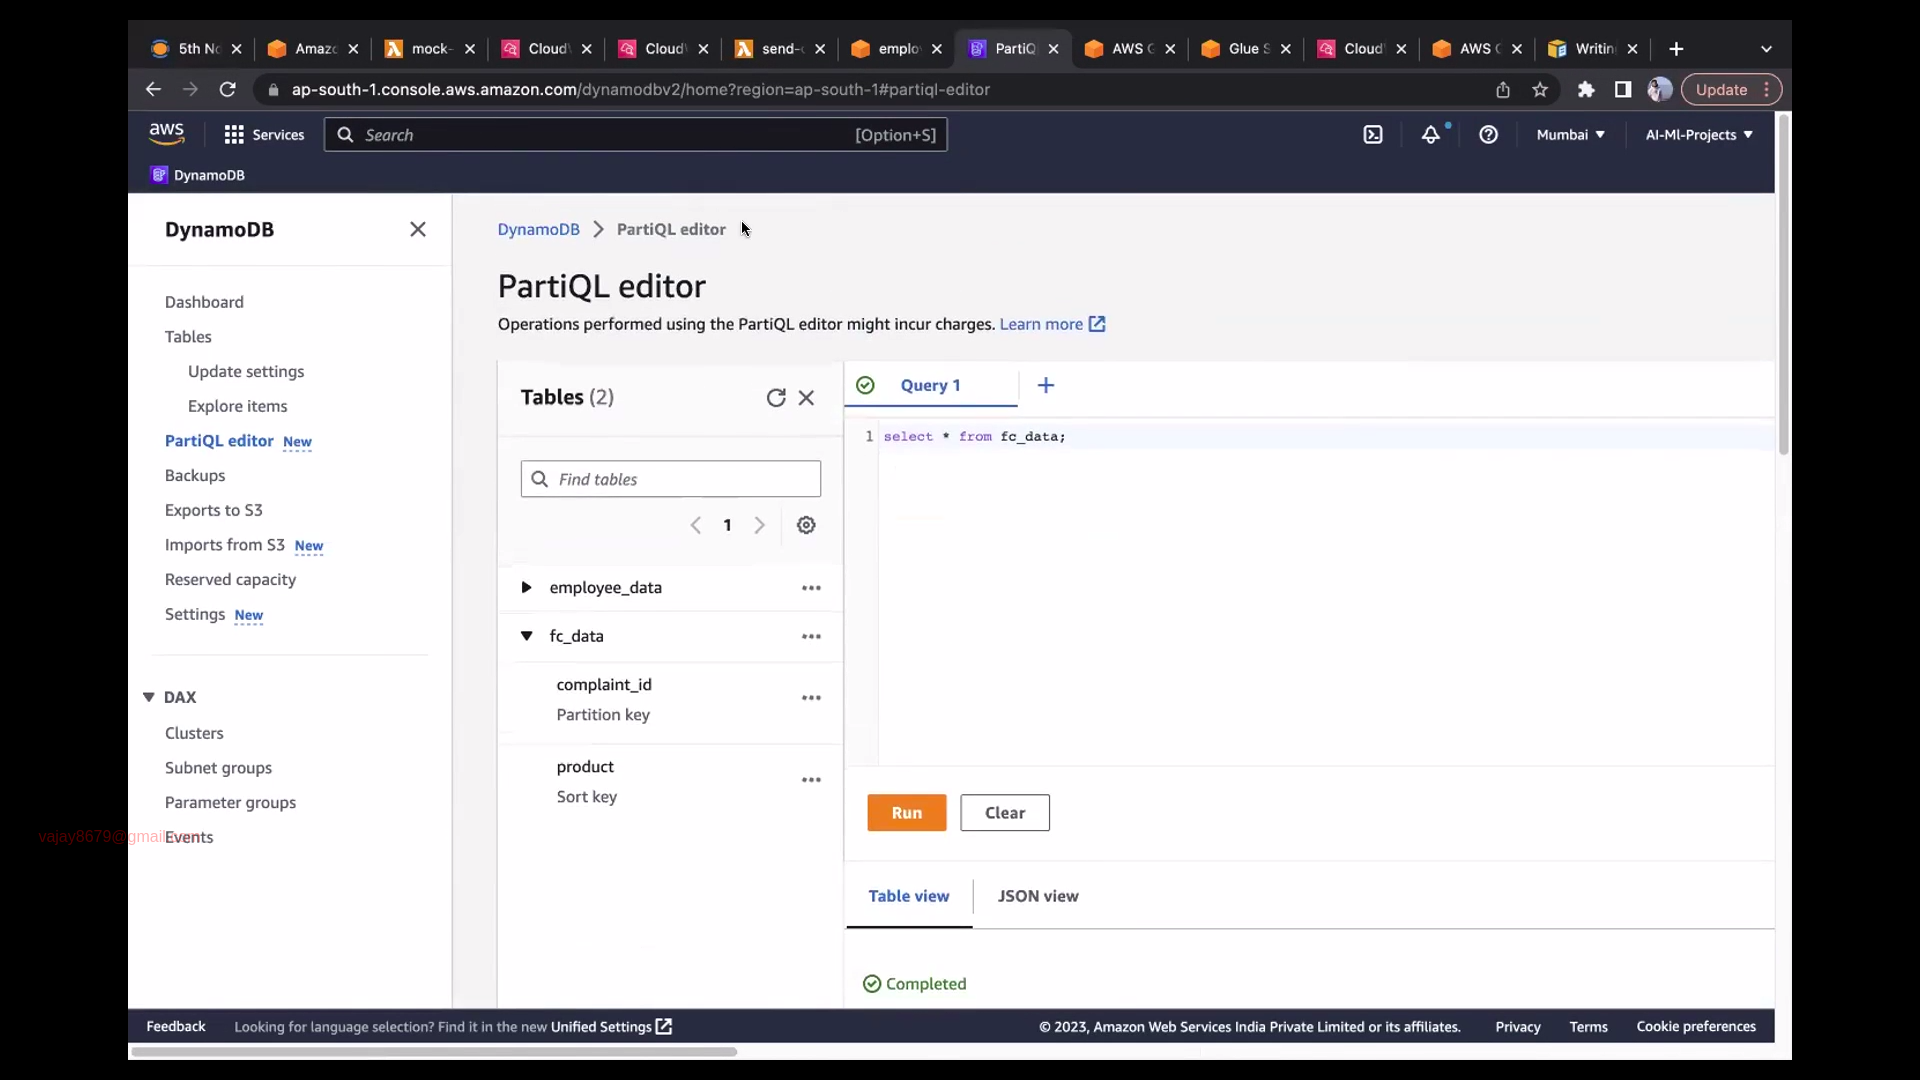 5th No
Amazo
mock-
Cloud
Cloud
send-
emplo
PartiQ
AWS G
Glue S
Cloud
AWS
Writin
ap-south-1.console.aws.amazon.com/dynamodbv2/home?region=ap-south-1#partiql-editor
Update
aws
Services
Search
[Option+S]
Mumbai
AI-Ml-Projects
DynamoDB
DynamoDB
Dashboard
Tables
Update settings
Explore items
PartiQL editor New
Backups
Exports to S3
Imports from S3 New
Reserved capacity
Settings New
DAX
Clusters
Subnet groups
Parameter groups
Events
vajay8679@gmail.com
DynamoDB > PartiQL editor
PartiQL editor
Operations performed using the PartiQL editor might incur charges. Learn more
Tables (2)
Find tables
1
employee_data
fc_data
complaint_id
Partition key
product
Sort key
Query 1
1 select * from fc_data;
Run
Clear
Table view
JSON view
Completed
Feedback
Looking for language selection? Find it in the new Unified Settings
© 2023, Amazon Web Services India Private Limited or its affiliates.
Privacy
Terms
Cookie preferences